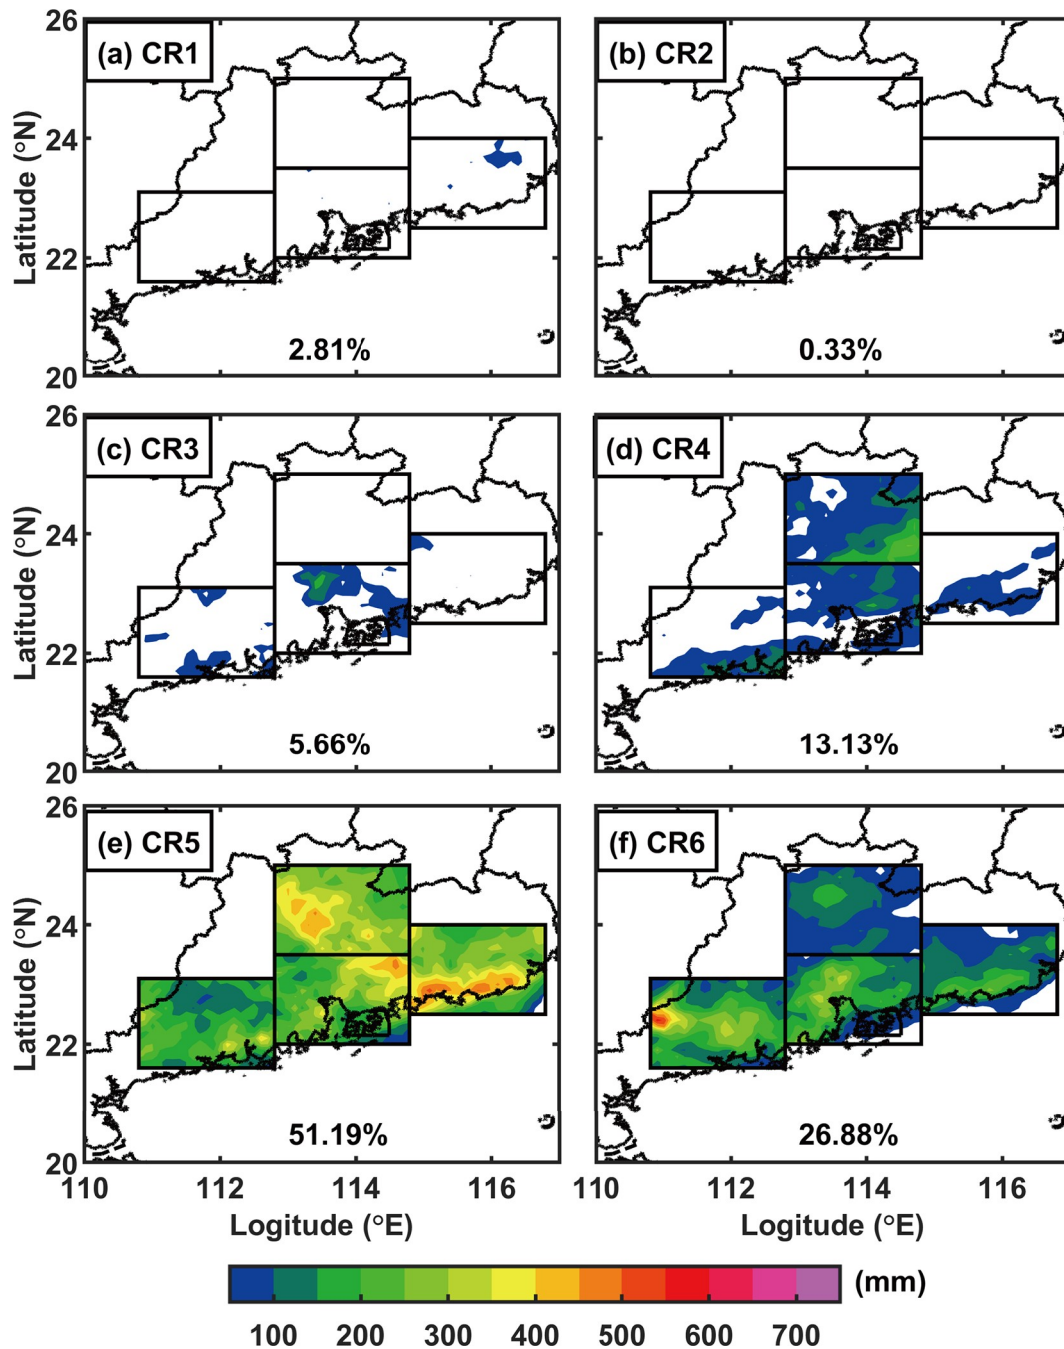 26
24
22
20
Latitude (°N)
(a) CR1
2.81%
(b) CR2
0.33%
26
24
22
20
Latitude (°N)
(c) CR3
5.66%
(d) CR4
13.13%
26
24
22
20
Latitude (°N)
(e) CR5
51.19%
(f) CR6
26.88%
110 112 114 116
110 112 114 116
Logitude (°E)
Logitude (°E)
(mm)
100 200 300 400 500 600 700